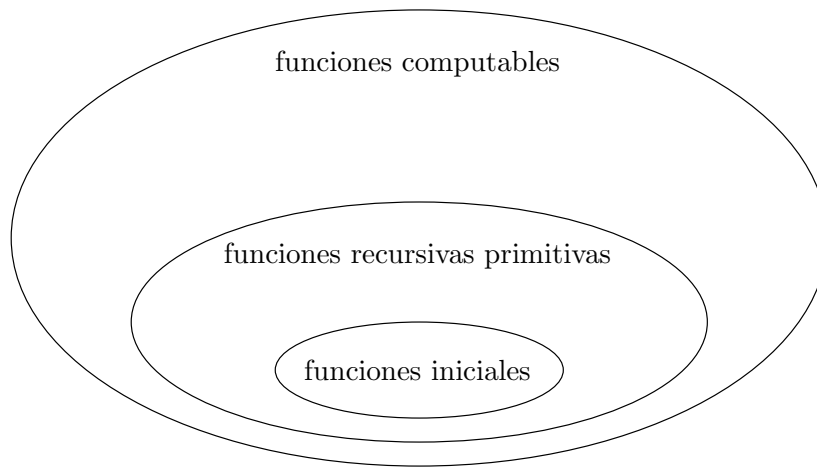 funciones computables
funciones recursivas primitivas
funciones iniciales